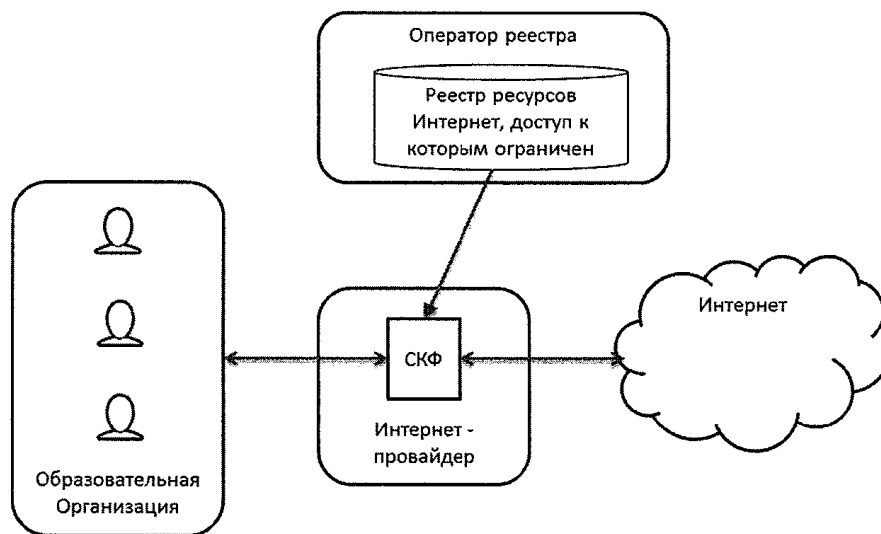 Оператор реестра
Реестр ресурсов
Интернет, доступ к
которым ограничен
Интернет
СКФ
Интернет -
провайдер
Образовательная
Организация